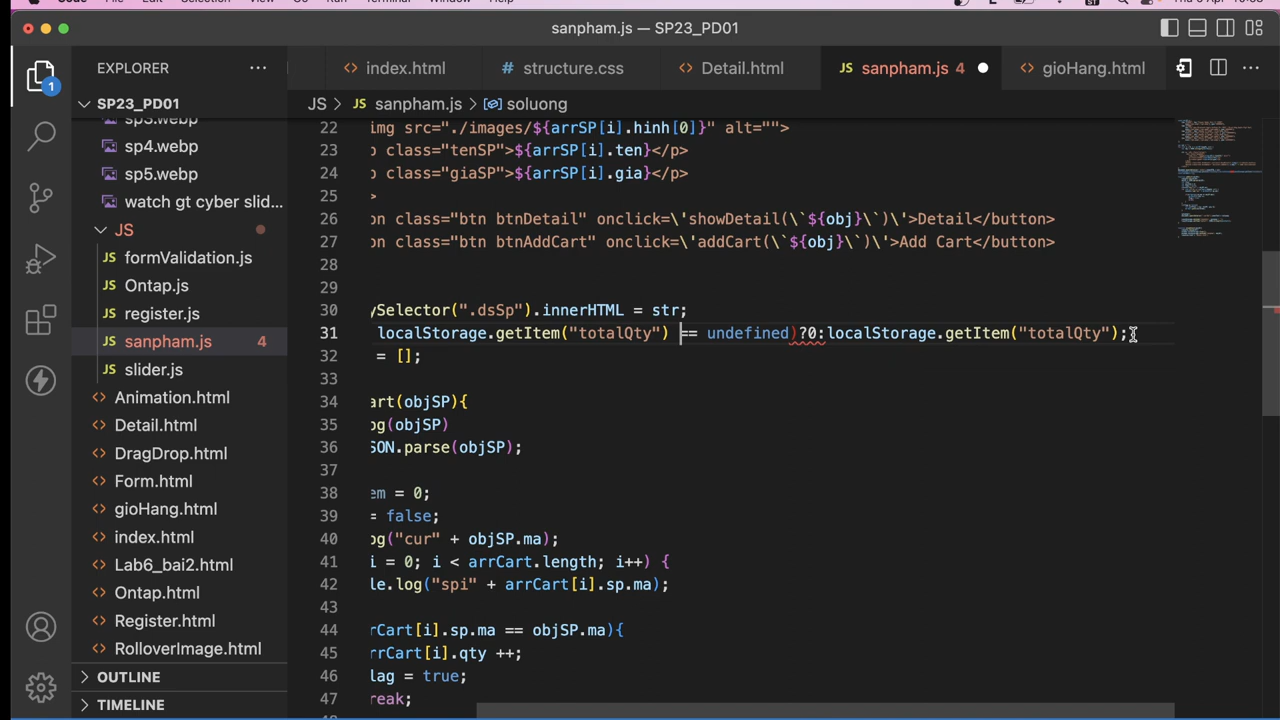 sanpham.js — SP23_PD01
EXPLORER
index.html
structure.css
Detail.html
sanpham.js 4
gioHang.html
SP23_PD01
JS > sanpham.js > soluong
sp3.webp
sp4.webp
sp5.webp
watch gt cyber slid...
JS
formValidation.js
Ontap.js
register.js
sanpham.js 4
slider.js
Animation.html
Detail.html
DragDrop.html
Form.html
gioHang.html
index.html
Lab6_bai2.html
Ontap.html
Register.html
RolloverImage.html
OUTLINE
TIMELINE
22 img src="./images/${arrSP[i].hinh[0]}" alt="">
23 p class="tenSP">${arrSP[i].ten}</p>
24 p class="giaSP">${arrSP[i].gia}</p>
25 >
26 on class="btn btnDetail" onclick=\'showDetail(\`${obj}\`)\'>Detail</button>
27 on class="btn btnAddCart" onclick=\'addCart(\`${obj}\`)\'>Add Cart</button>
28
29
30 ySelector(".dsSp").innerHTML = str;
31 localStorage.getItem("totalQty") == undefined)?0:localStorage.getItem("totalQty");
32 = [];
33
34 art(objSP){
35 og(objSP)
36 SON.parse(objSP);
37
38 em = 0;
39 = false;
40 og("cur" + objSP.ma);
41 i = 0; i < arrCart.length; i++) {
42 le.log("spi" + arrCart[i].sp.ma);
43
44 rCart[i].sp.ma == objSP.ma){
45 rrCart[i].qty ++;
46 lag = true;
47 reak;
1